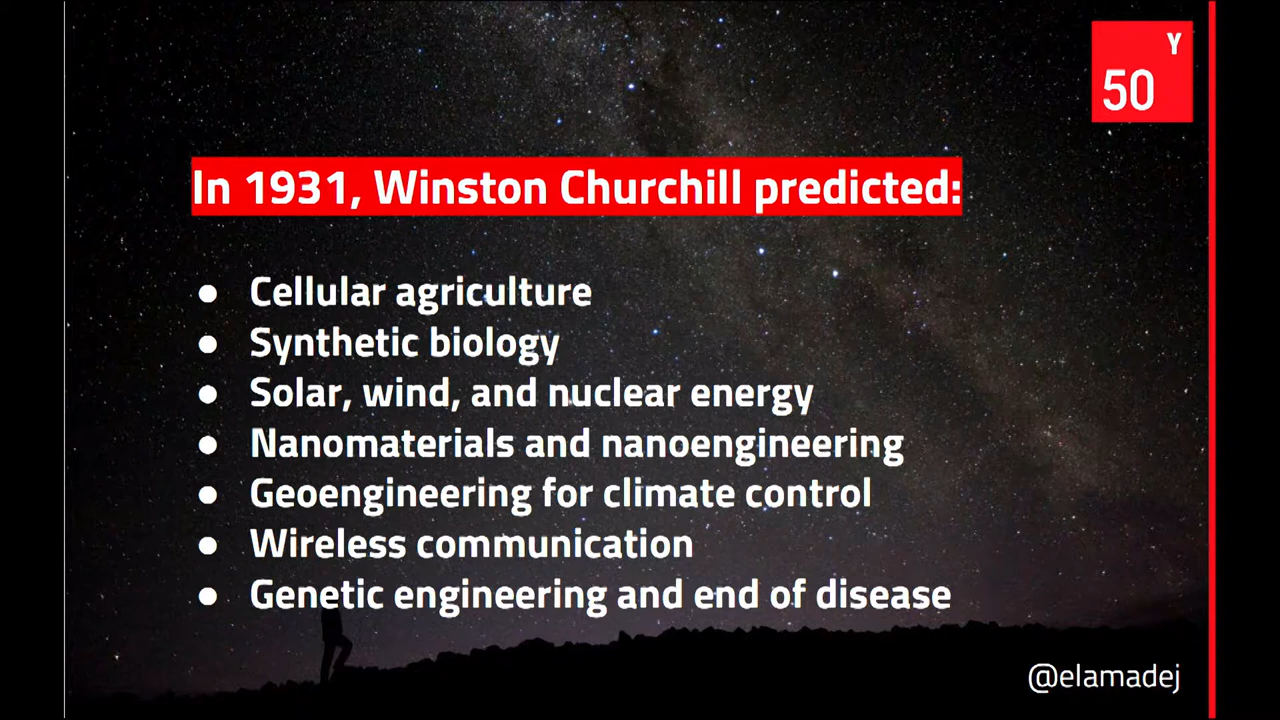 Y
50
In 1931, Winston Churchill predicted:
● Cellular agriculture
● Synthetic biology
● Solar, wind, and nuclear energy
● Nanomaterials and nanoengineering
● Geoengineering for climate control
● Wireless communication
● Genetic engineering and end of disease
@elamadej